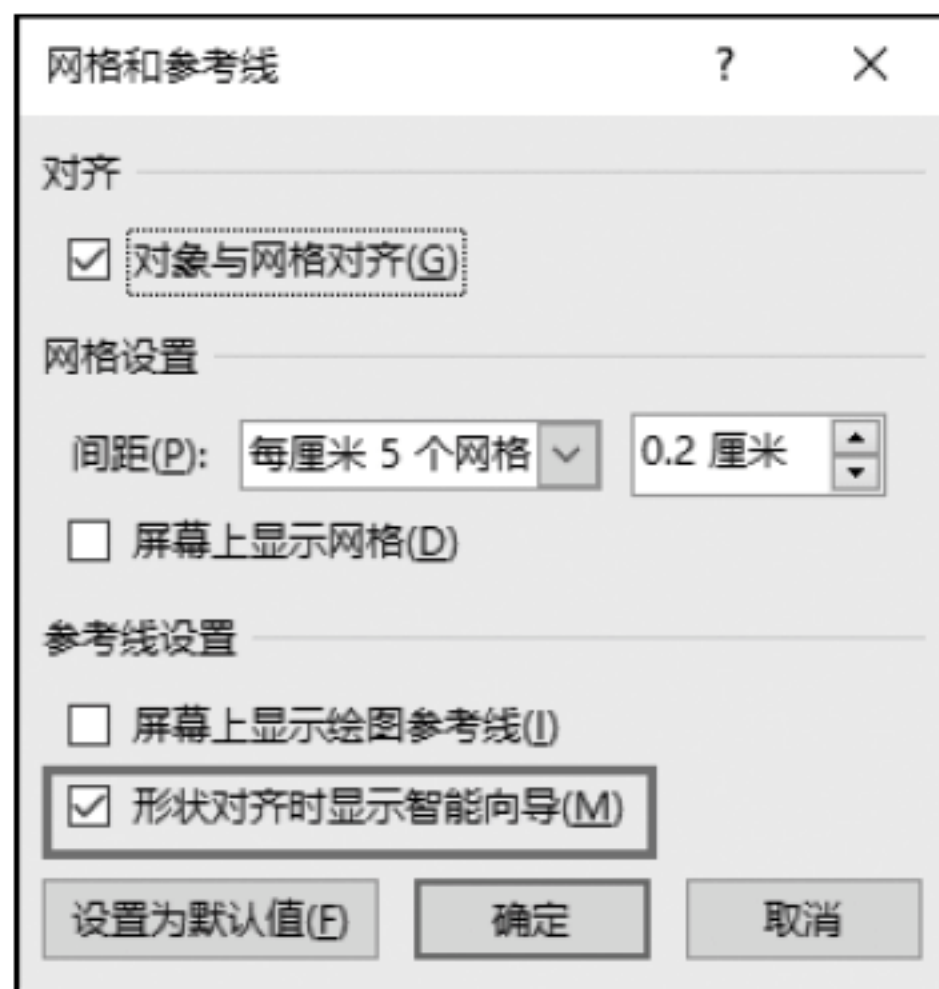 网格和参考线 ?
对齐
对象与网格对齐(G)
网格设置
间距(P): 每厘米 5 个网格 0.2 厘米
屏幕上显示网格(D)
参考线设置
屏幕上显示绘图参考线(I)
形状对齐时显示智能向导(M)
设置为默认值(F) 确定 取消